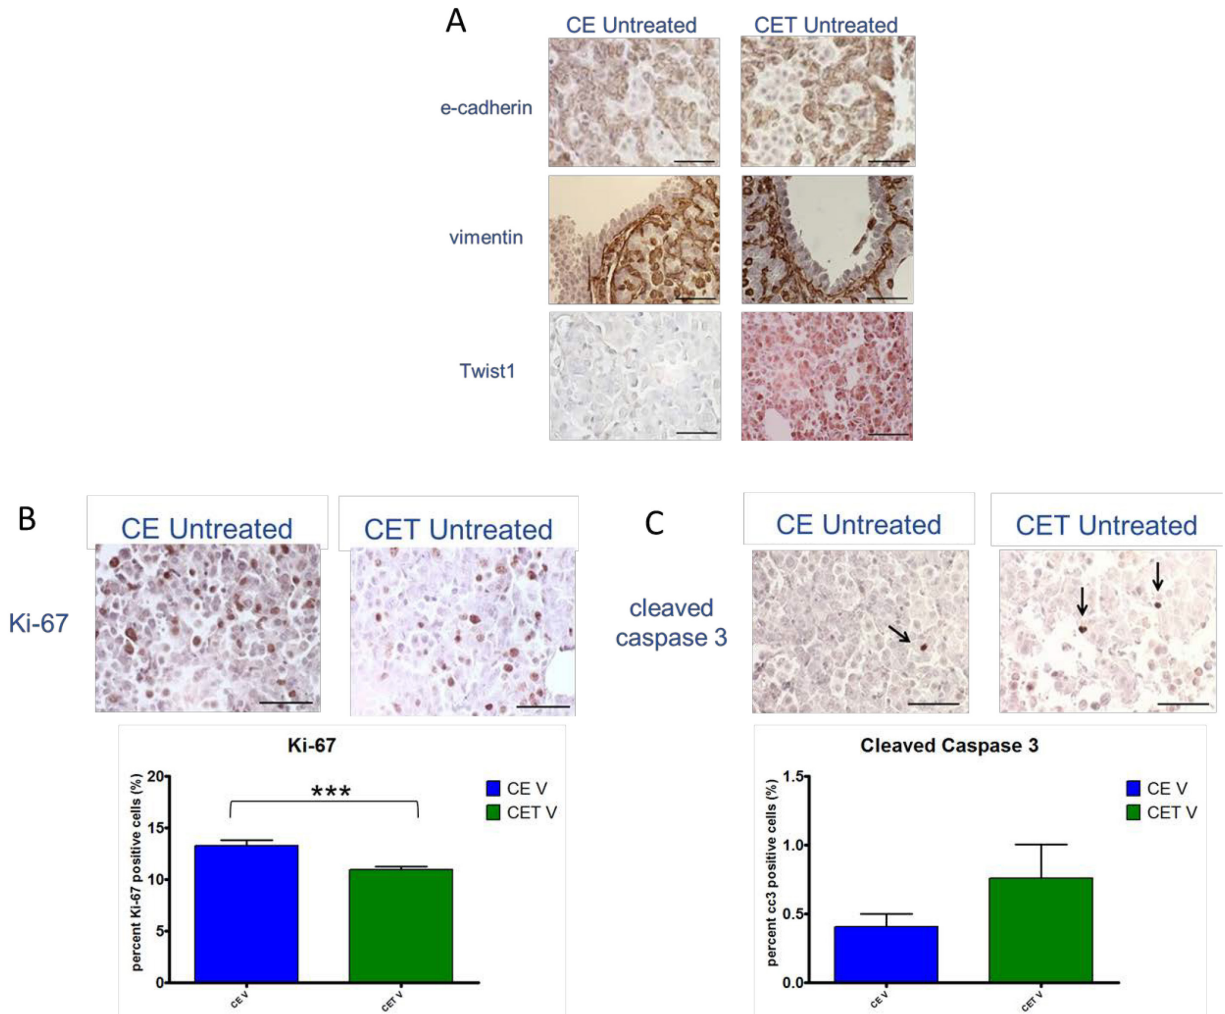 A
CE Untreated
CET Untreated
e-cadherin
vimentin
Twist1
B
CE Untreated
CET Untreated
Ki-67
C
CE Untreated
CET Untreated
cleaved
caspase 3
Ki-67
percent Ki-67 positive cells (%)
20
15
10
5
0
***
CE V
CET V
CE V
CET V
Cleaved Caspase 3
percent cc3 positive cells (%)
1.5
1.0
0.5
0.0
CE V
CET V
CE V
CET V